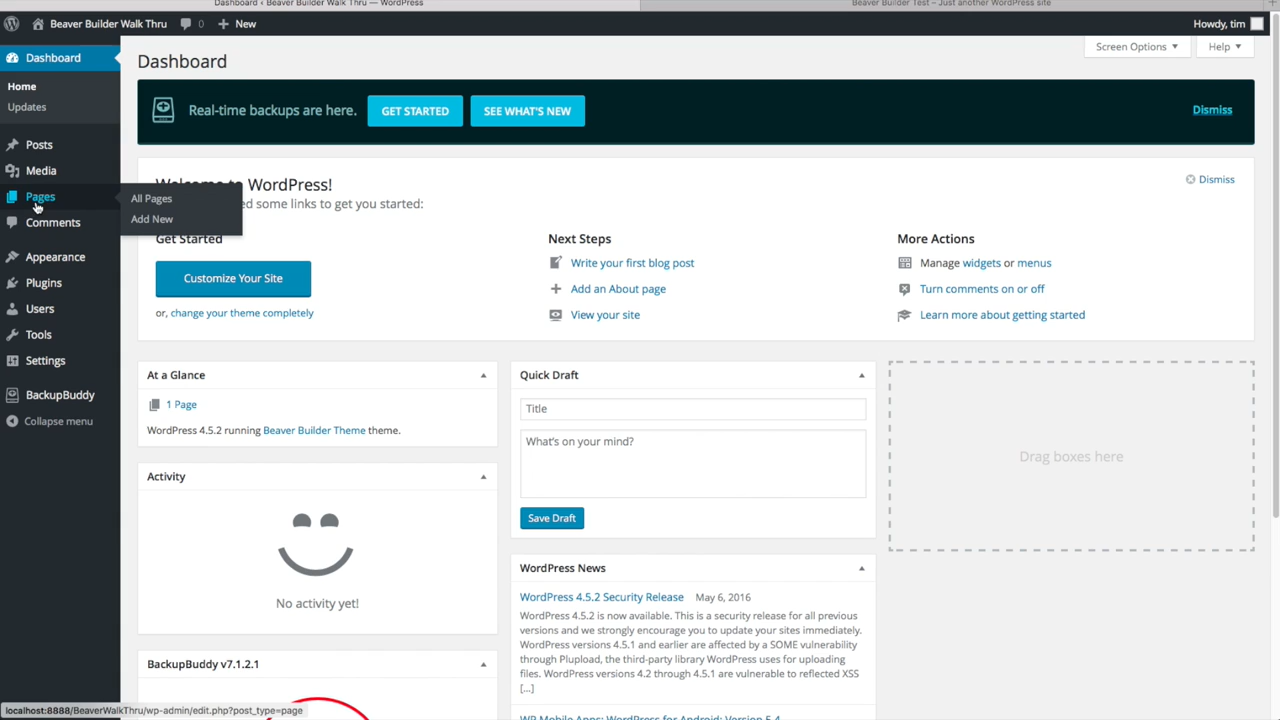 Dashboard ‹ Beaver Builder Walk Thru — WordPress
Beaver Builder Test – Just another WordPress site
Beaver Builder Walk Thru
0
New
Howdy, tim
Dashboard
Home
Updates
Posts
Media
Pages
All Pages
Add New
Comments
Appearance
Plugins
Users
Tools
Settings
BackupBuddy
Collapse menu
Screen Options
Help
Dashboard
Real-time backups are here.
GET STARTED
SEE WHAT'S NEW
Dismiss
WordPress!
Dismiss
ed some links to get you started:
Get Started
Customize Your Site
or, change your theme completely
Next Steps
Write your first blog post
Add an About page
View your site
More Actions
Manage widgets or menus
Turn comments on or off
Learn more about getting started
At a Glance
1 Page
WordPress 4.5.2 running Beaver Builder Theme theme.
Activity
No activity yet!
BackupBuddy v7.1.2.1
Quick Draft
Title
What's on your mind?
Save Draft
WordPress News
WordPress 4.5.2 Security Release May 6, 2016
WordPress 4.5.2 is now available. This is a security release for all previous
versions and we strongly encourage you to update your sites immediately.
WordPress versions 4.5.1 and earlier are affected by a SOME vulnerability
through Plupload, the third-party library WordPress uses for uploading
files. WordPress versions 4.2 through 4.5.1 are vulnerable to reflected XSS
[...]
WP Mobile Apps: WordPress for Android: Version 5.4
Drag boxes here
localhost:8888/BeaverWalkThru/wp-admin/edit.php?post_type=page